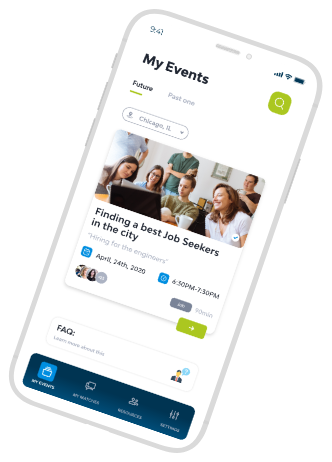 9:41
My Events
Future
Past one
Chicago, IL
Finding a best Job Seekers
in the city
"Hiring for the engineers"
April, 24th, 2020
6:30PM-7:30PM
90min
FAQ:
Learn more about this
MY EVENTS
MY MATCHES
RESOURCES
SETTINGS